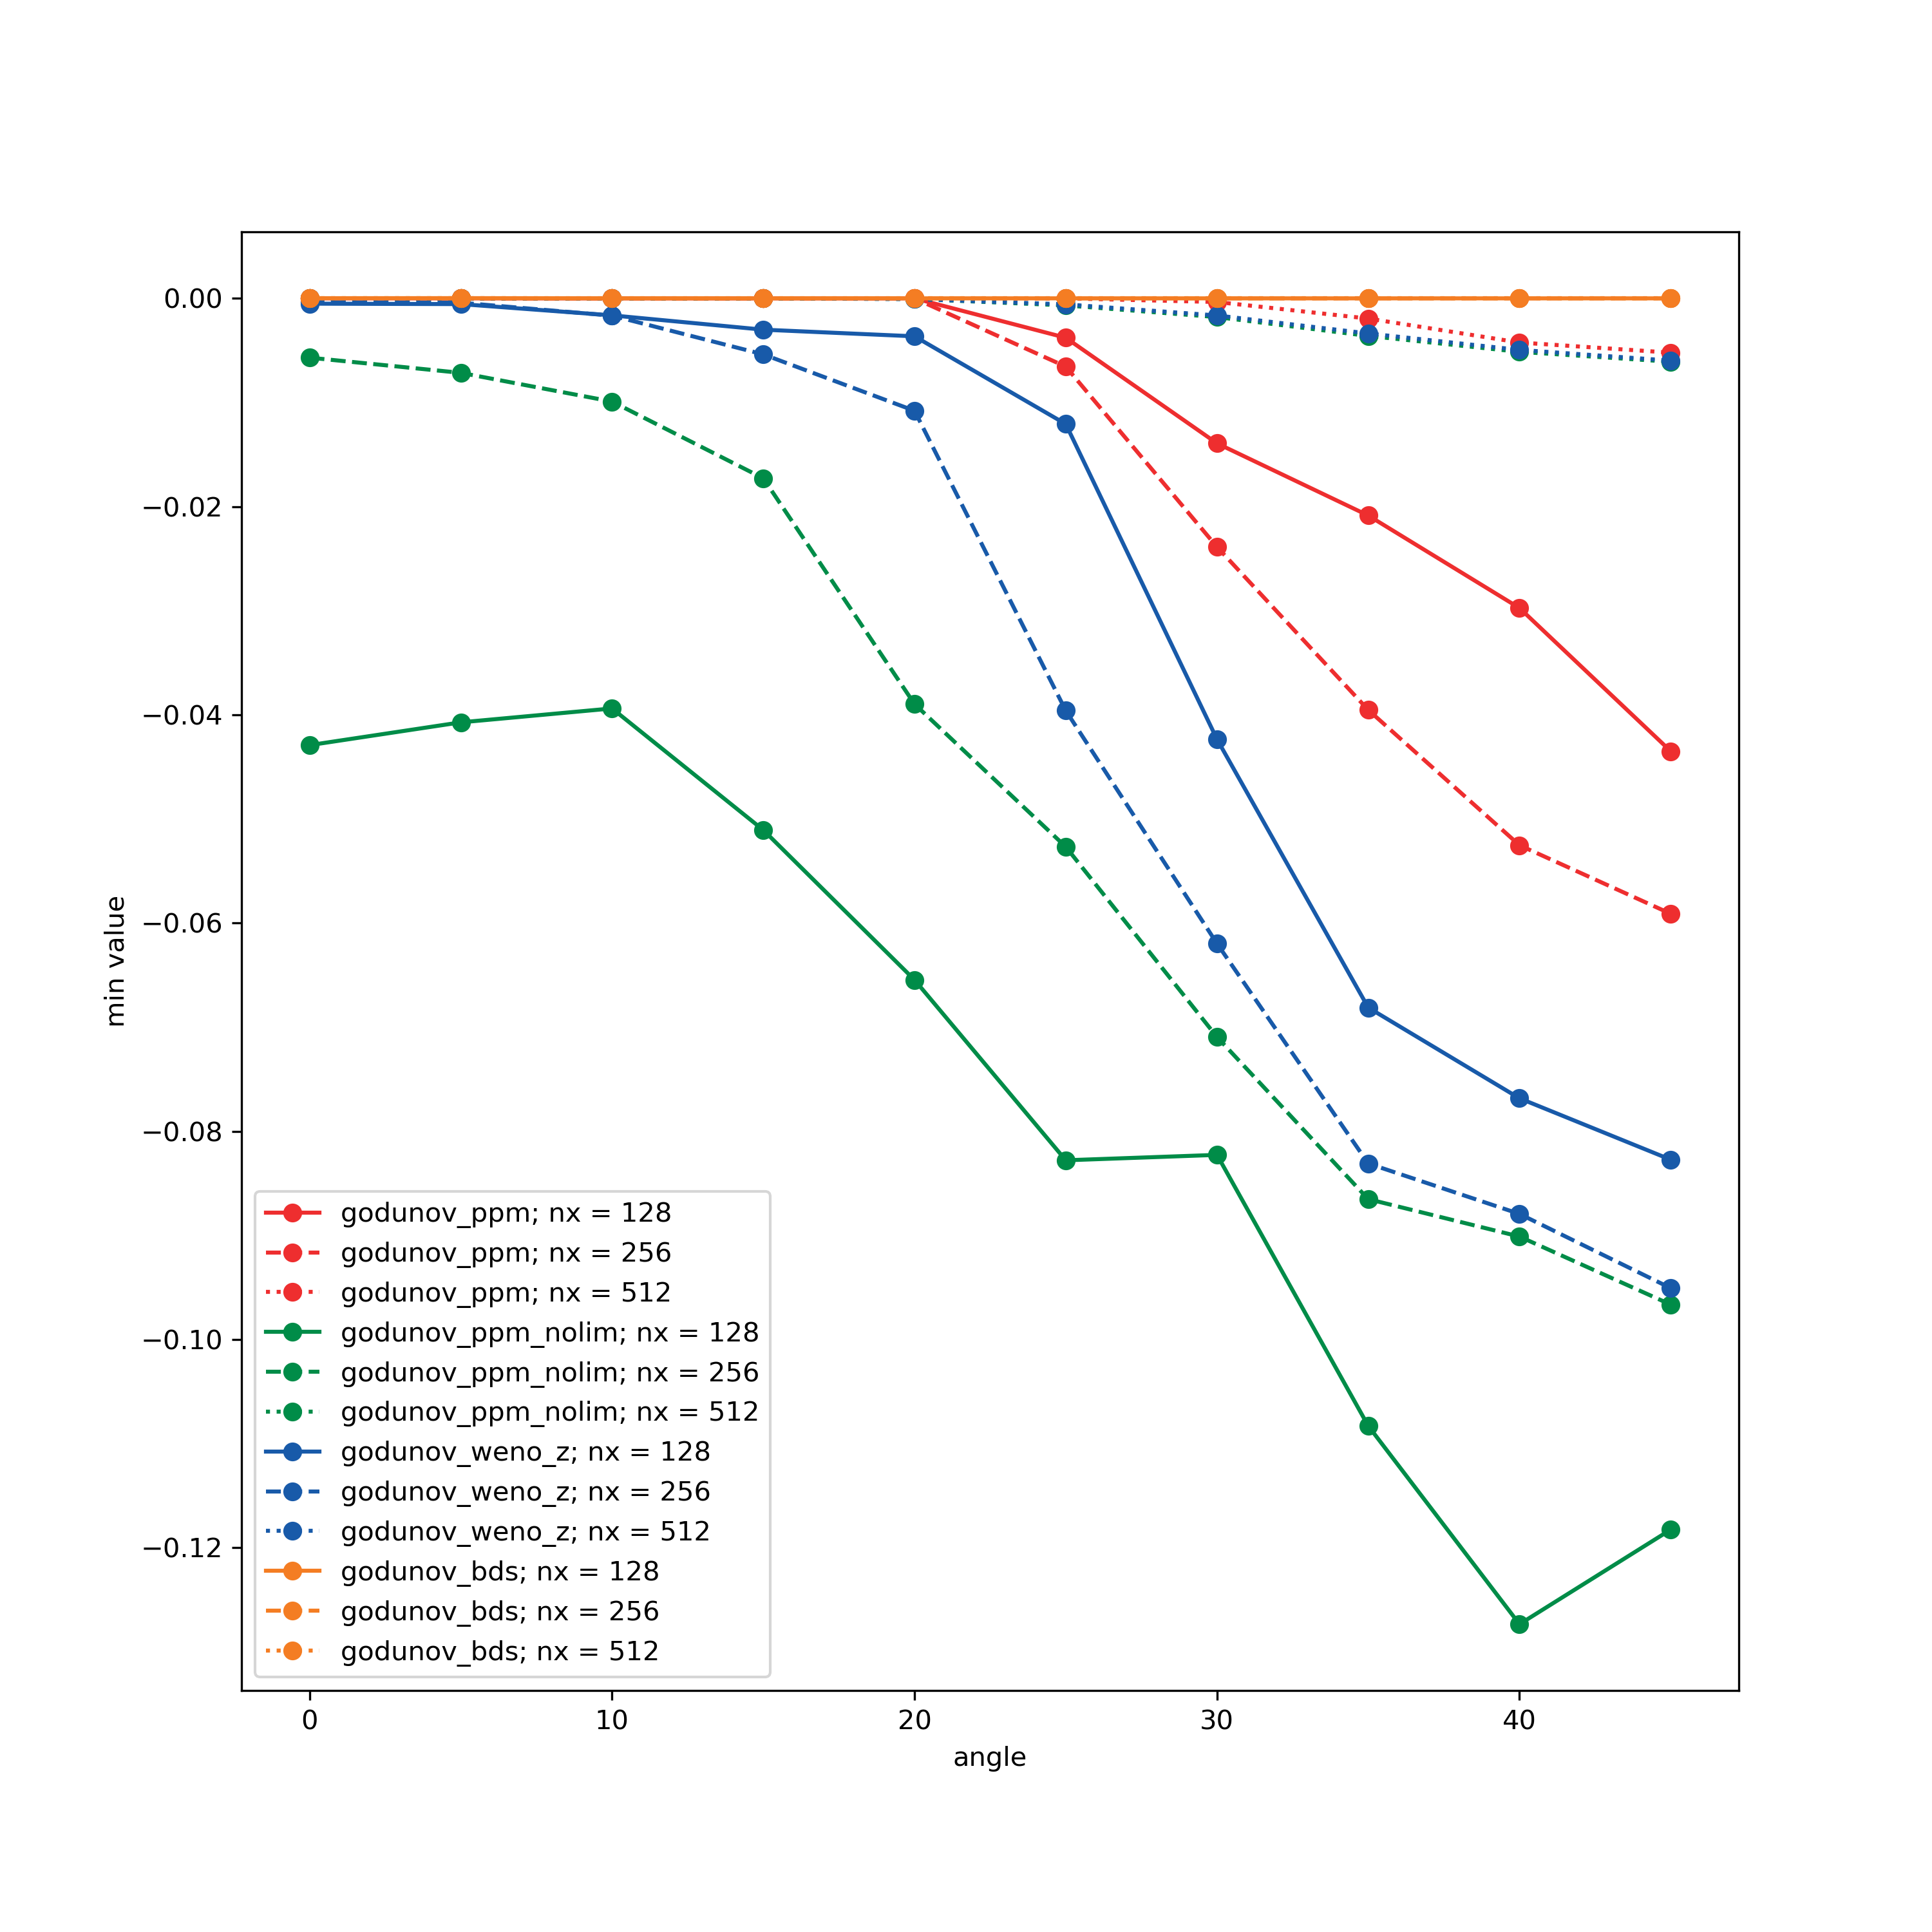 0.00
−0.02
−0.04
−0.06
−0.08
−0.10
−0.12
min value
godunov_ppm; nx = 128
godunov_ppm; nx = 256
godunov_ppm; nx = 512
godunov_ppm_nolim; nx = 128
godunov_ppm_nolim; nx = 256
godunov_ppm_nolim; nx = 512
godunov_weno_z; nx = 128
godunov_weno_z; nx = 256
godunov_weno_z; nx = 512
godunov_bds; nx = 128
godunov_bds; nx = 256
godunov_bds; nx = 512
0 10 20 30 40
angle